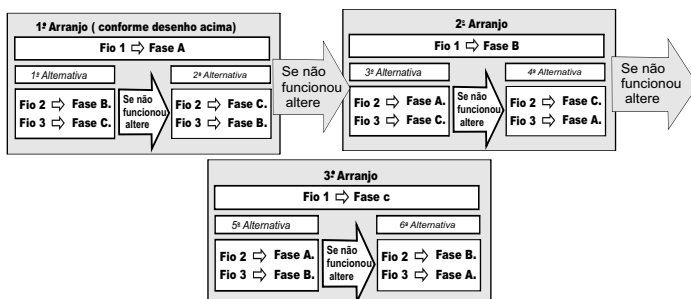 1ª Arranjo ( conforme desenho acima)
Fio 1 ⇨ Fase A
1ª Alternativa
Fio 2 ⇨ Fase B.
Fio 3 ⇨ Fase C.
Se não
funcionou
altere
2ª Alternativa
Fio 2 ⇨ Fase C.
Fio 3 ⇨ Fase B.
Se não
funcionou
altere
2ª Arranjo
Fio 1 ⇨ Fase B
3ª Alternativa
Fio 2 ⇨ Fase A.
Fio 3 ⇨ Fase C.
Se não
funcionou
altere
4ª Alternativa
Fio 2 ⇨ Fase C.
Fio 3 ⇨ Fase A.
Se não
funcionou
altere
3ª Arranjo
Fio 1 ⇨ Fase c
5ª Alternativa
Fio 2 ⇨ Fase A.
Fio 3 ⇨ Fase B.
Se não
funcionou
altere
6ª Alternativa
Fio 2 ⇨ Fase B.
Fio 3 ⇨ Fase A.